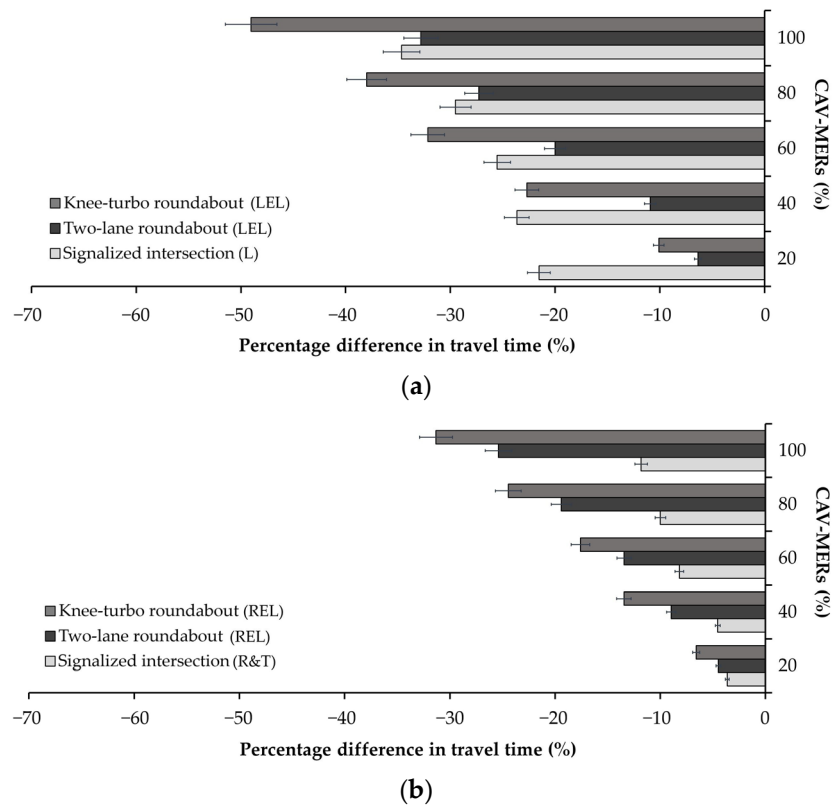 100
80
60
40
20
CAV-MERs (%)
Knee-turbo roundabout (LEL)
Two-lane roundabout (LEL)
Signalized intersection (L)
−70 −60 −50 −40 −30 −20 −10 0
Percentage difference in travel time (%)
(a)
100
80
60
40
20
CAV-MERs (%)
Knee-turbo roundabout (REL)
Two-lane roundabout (REL)
Signalized intersection (R&T)
−70 −60 −50 −40 −30 −20 −10 0
Percentage difference in travel time (%)
(b)